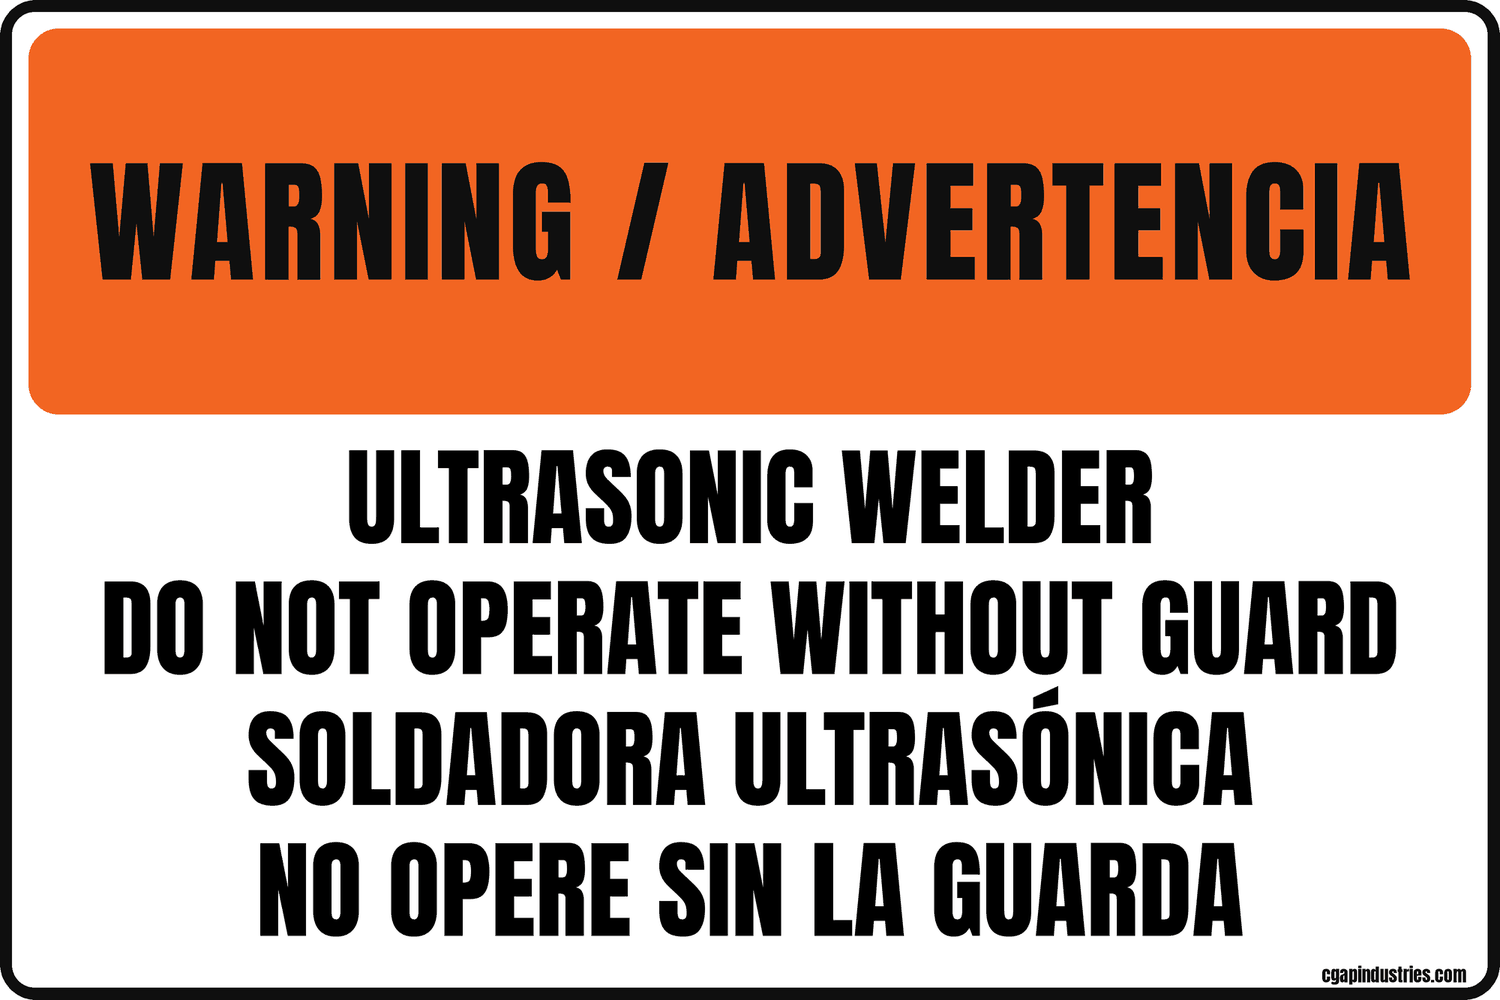 WARNING / ADVERTENCIA
ULTRASONIC WELDER
DO NOT OPERATE WITHOUT GUARD
SOLDADORA ULTRASÓNICA
NO OPERE SIN LA GUARDA
cgapindustries.com